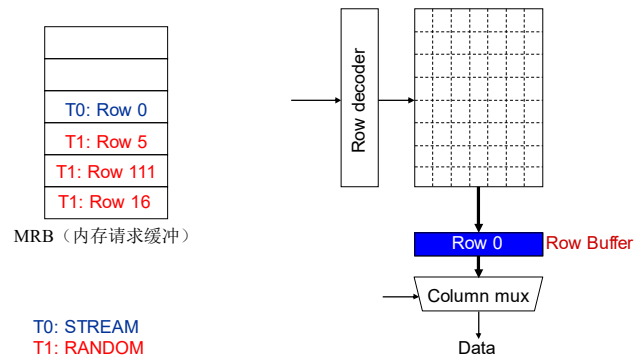 T0: Row 0
T1: Row 5
T1: Row 111
T1: Row 16
MRB（内存请求缓冲）
T0: STREAM
T1: RANDOM
Row decoder
Row 0
Row Buffer
Column mux
Data